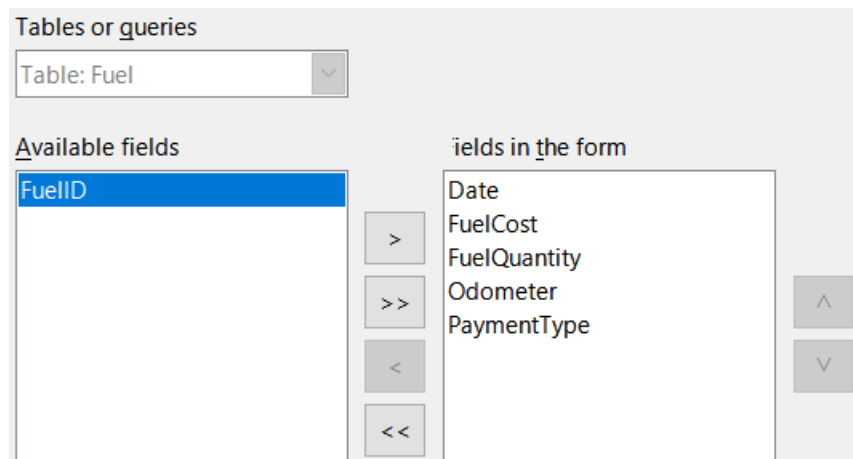 Tables or queries
Table: Fuel
Available fields
FuelID
>
>>
<
<<
ields in the form
Date
FuelCost
FuelQuantity
Odometer
PaymentType